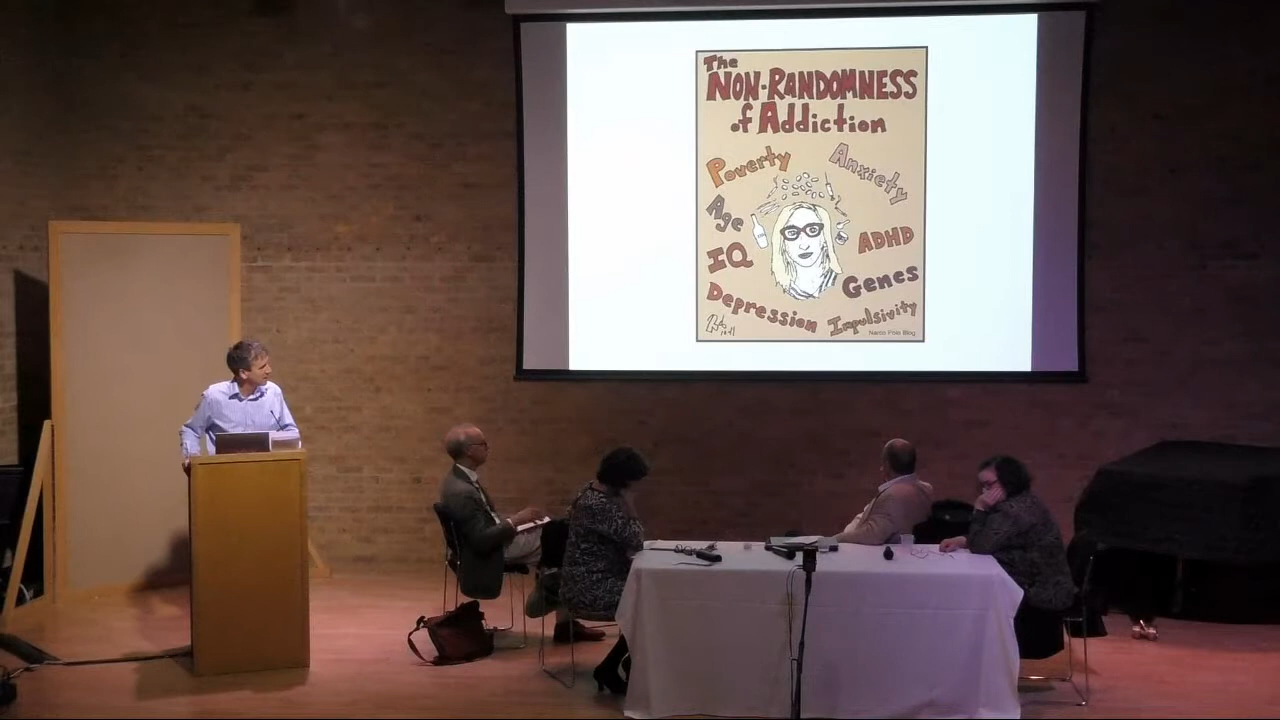 The
NON-RANDOMNESS
of Addiction
Poverty
Anxiety
Age
ADHD
IQ
Genes
Depression
Impulsivity
Narco Polo Blog